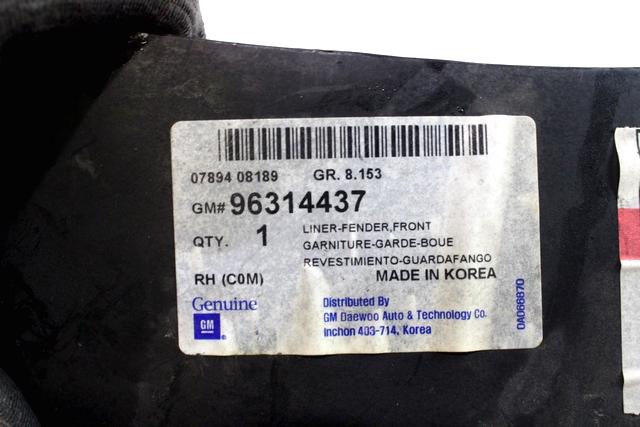 07894 08189 GR. 8.153
GM# 96314437
QTY. 1
LINER-FENDER,FRONT
GARNITURE-GARDE-BOUE
REVESTIMIENTO-GUARDAFANGO
RH (C0M) MADE IN KOREA
Genuine
GM
Distributed By
GM Daewoo Auto & Technology Co.
Inchon 403-714, Korea
0A066870